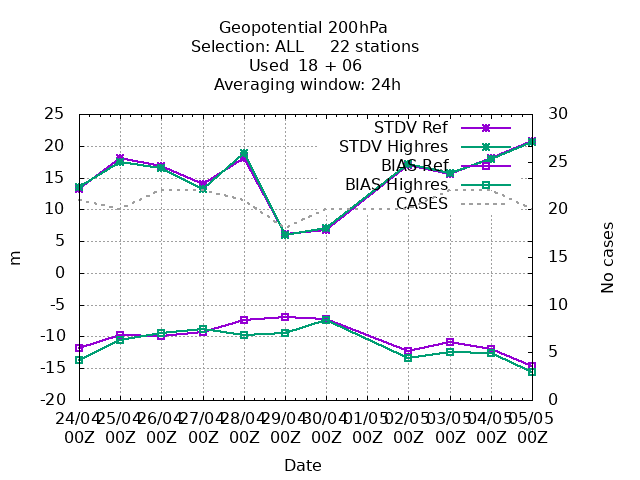 Geopotential 200hPa
Selection: ALL     22 stations
Used  18 + 06
Averaging window: 24h
STDV Ref
STDV Highres
BIAS Ref
BIAS Highres
CASES
25
20
15
10
5
0
-5
-10
-15
-20
m
30
25
20
15
10
5
0
No cases
24/04 25/04 26/04 27/04 28/04 29/04 30/04 01/05 02/05 03/05 04/05 05/05
00Z 00Z 00Z 00Z 00Z 00Z 00Z 00Z 00Z 00Z 00Z 00Z
Date